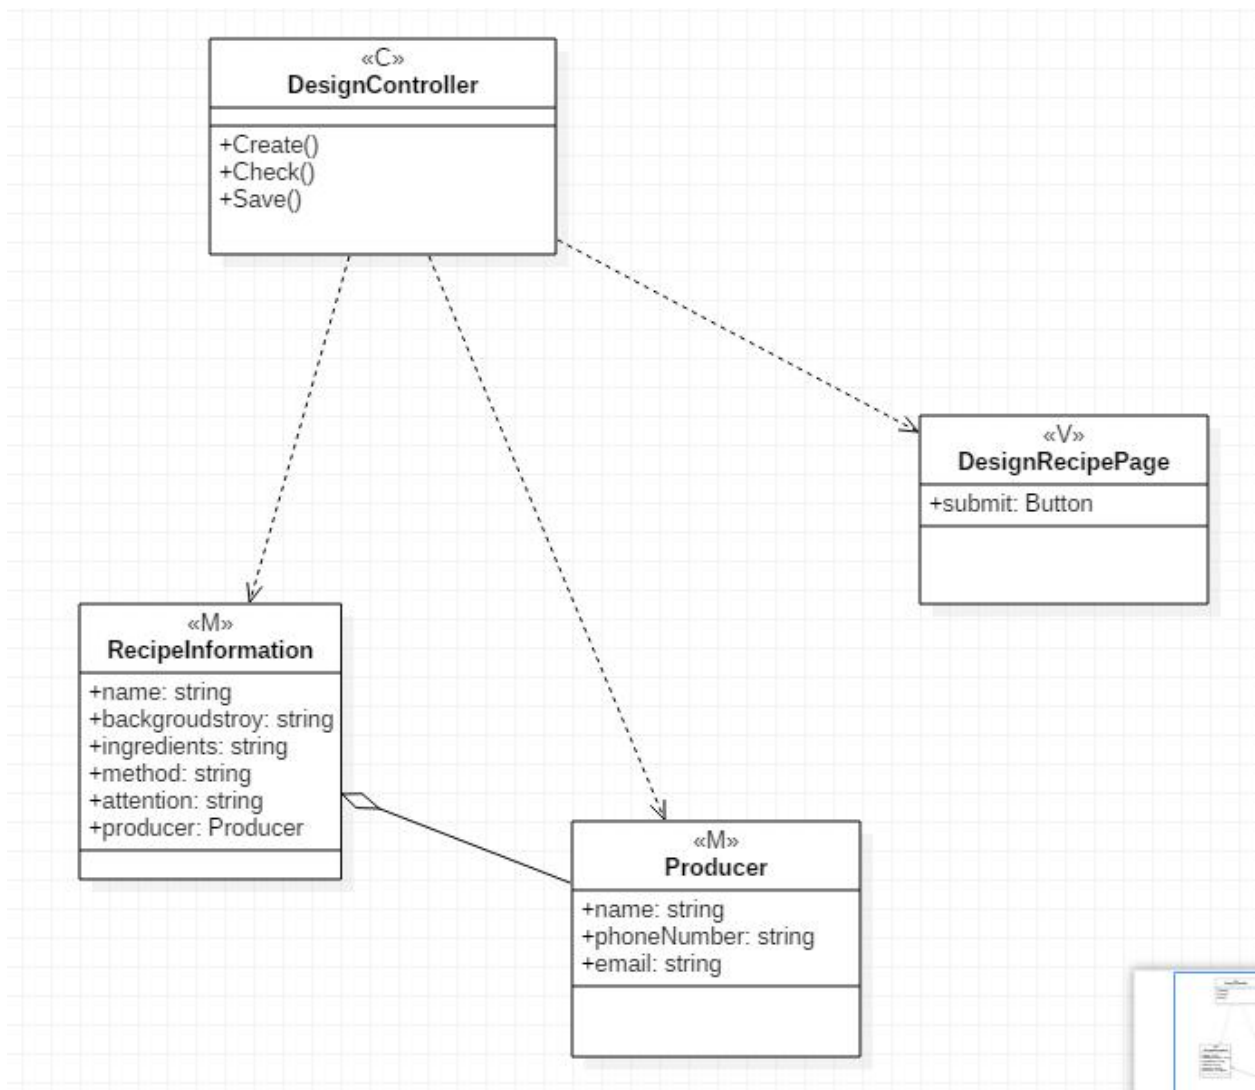 «C»
DesignController
+Create()
+Check()
+Save()
«V»
DesignRecipePage
+submit: Button
«M»
RecipeInformation
+name: string
+backgroudstroy: string
+ingredients: string
+method: string
+attention: string
+producer: Producer
«M»
Producer
+name: string
+phoneNumber: string
+email: string